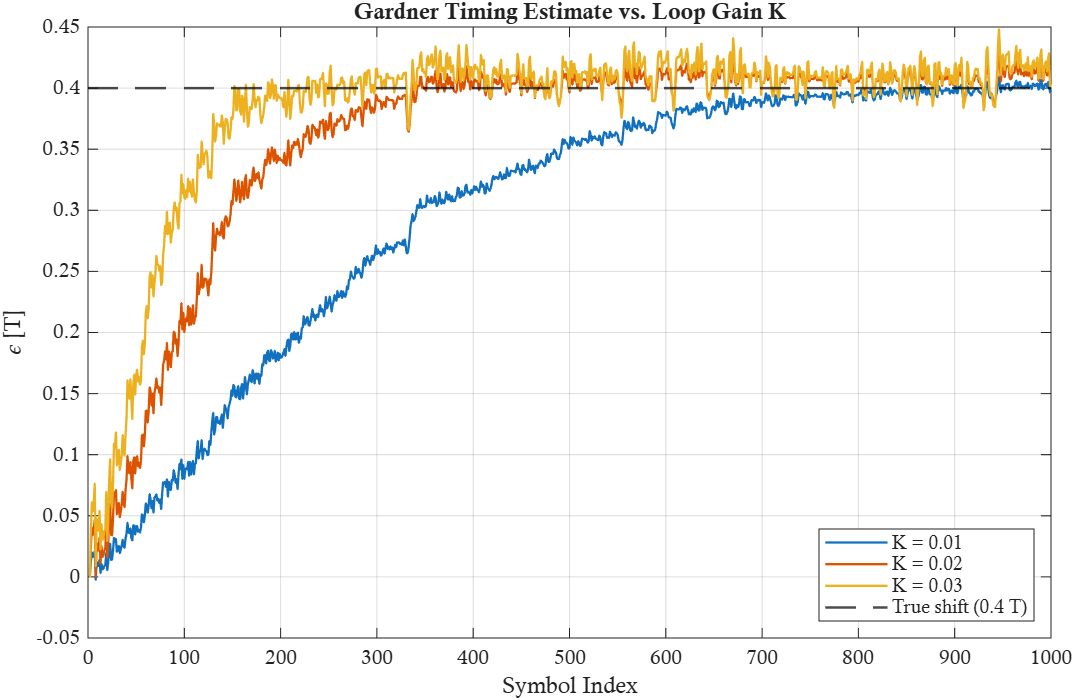 Gardner Timing Estimate vs. Loop Gain K
0.45
0.4
0.35
0.3
0.25
0.2
0.15
0.1
0.05
0
-0.05
ϵ [T]
0 100 200 300 400 500 600 700 800 900 1000
Symbol Index
K = 0.01
K = 0.02
K = 0.03
True shift (0.4 T)